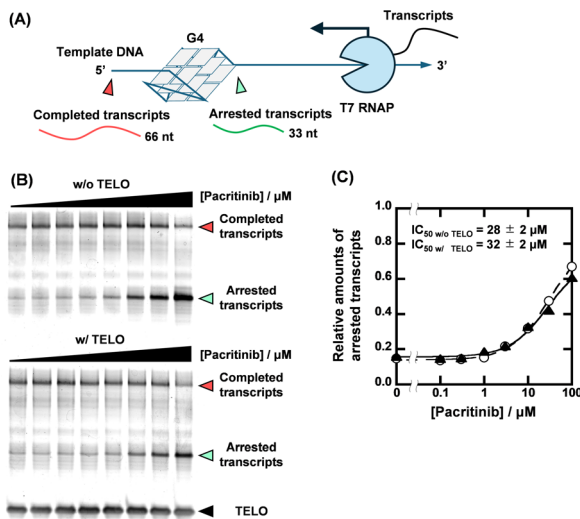 (A)
Transcripts
G4
Template DNA
5'
3'
T7 RNAP
Completed transcripts
66 nt
Arrested transcripts
33 nt
(B)
w/o TELO
[Pacritinib] / µM
Completed
transcripts
Arrested
transcripts
w/ TELO
[Pacritinib] / µM
Completed
transcripts
Arrested
transcripts
TELO
(C)
IC50 w/o TELO = 28 ± 2 µM
IC50 w/ TELO = 32 ± 2 µM
Relative amounts of
arrested transcripts
1.0
0.8
0.6
0.4
0.2
0.0
0 0.1 1 10 100
[Pacritinib] / µM